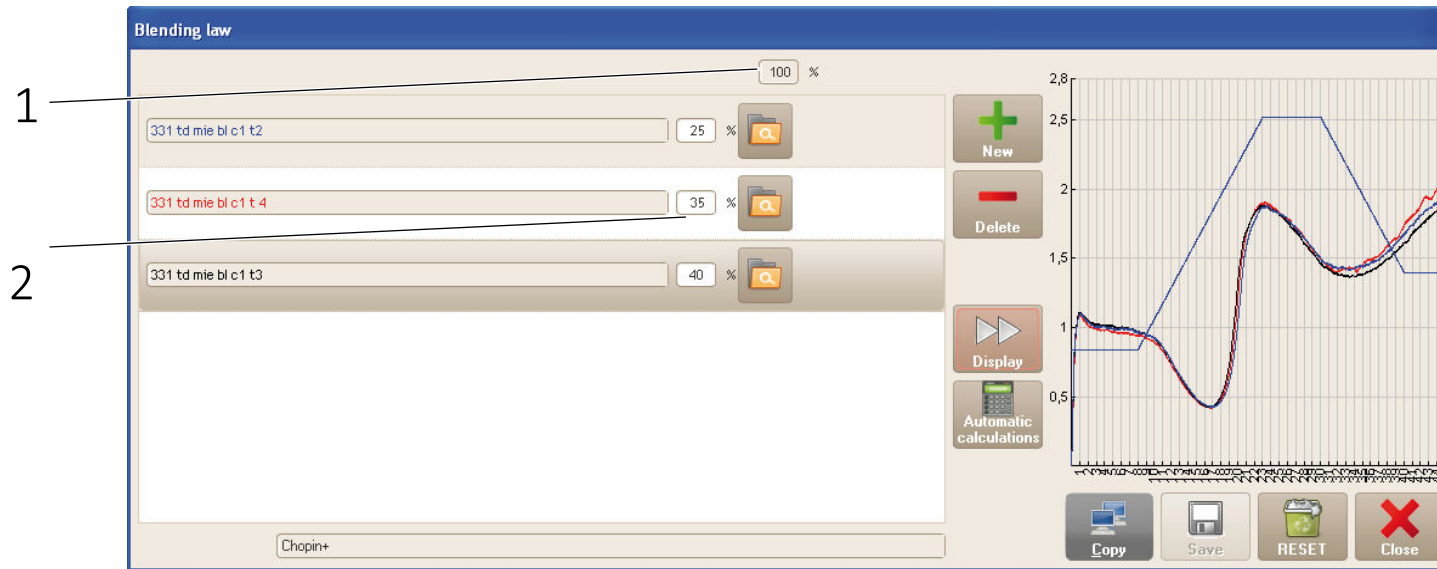 Blending law
1
100 %
331 td mie bl c1 t2 25 %
331 td mie bl c1 t 4 35 %
2
331 td mie bl c1 t3 40 %
New
Delete
Display
Automatic
calculations
Chopin+
2,8
2,5
2
1,5
1
0,5
Copy
Save
RESET
Close